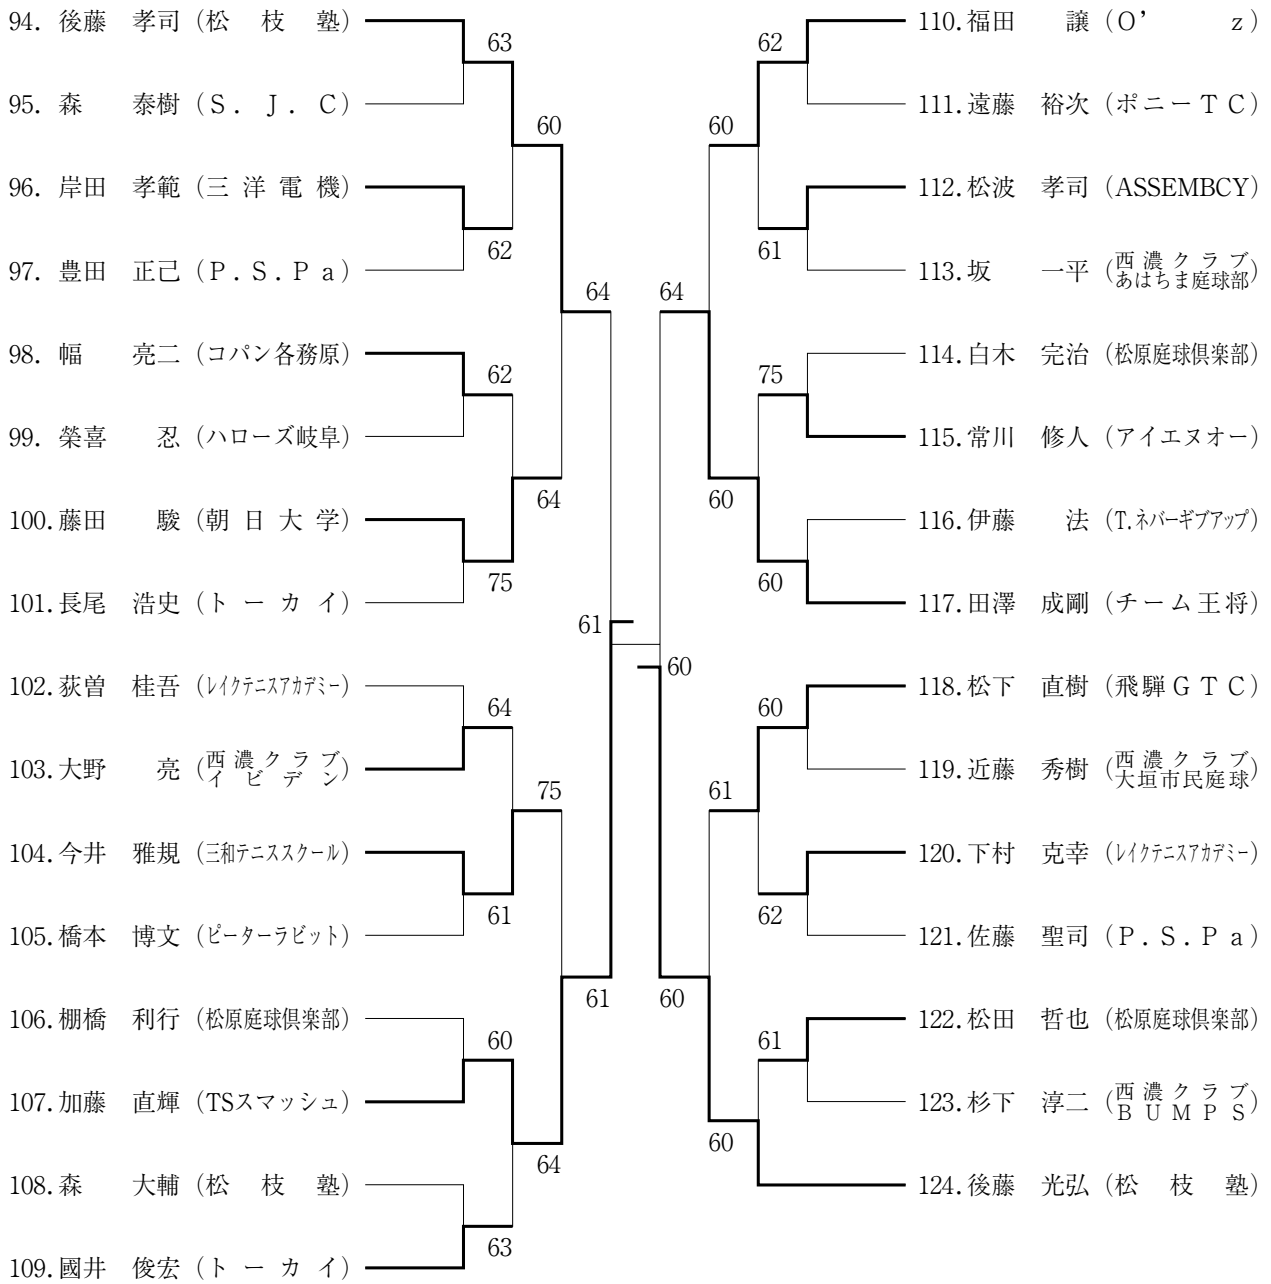 94. 後藤 孝司 (松枝塾)
95. 森 泰樹 (S.J.C)
96. 岸田 孝範 (三洋電機)
97. 豊田 正己 (P.S.Pa)
98. 幅 亮二 (コパン各務原)
99. 榮喜 忍 (ハローズ岐阜)
100. 藤田 駿 (朝日大学)
101. 長尾 浩史 (トーカイ)
102. 荻曽 桂吾 (レイクテニスアカデミー)
103. 大野 亮 (西濃クラブ イビデン)
104. 今井 雅規 (三和テニススクール)
105. 橋本 博文 (ピーターラビット)
106. 棚橋 利行 (松原庭球倶楽部)
107. 加藤 直輝 (TSスマッシュ)
108. 森 大輔 (松枝塾)
109. 國井 俊宏 (トーカイ)
63
62
62
75
64
61
60
63
60
64
75
64
64
61
61
60
64
60
60
60
61
60
62
61
75
60
60
62
61
110. 福田 譲 (O'z)
111. 遠藤 裕次 (ポニーTC)
112. 松波 孝司 (ASSEMBCY)
113. 坂 一平 (西濃クラブ あはちま庭球部)
114. 白木 完治 (松原庭球倶楽部)
115. 常川 修人 (アイエヌオー)
116. 伊藤 法 (T.ネバーギブアップ)
117. 田澤 成剛 (チーム王将)
118. 松下 直樹 (飛騨GTC)
119. 近藤 秀樹 (西濃クラブ 大垣市民庭球)
120. 下村 克幸 (レイクテニスアカデミー)
121. 佐藤 聖司 (P.S.Pa)
122. 松田 哲也 (松原庭球倶楽部)
123. 杉下 淳二 (西濃クラブ BUMPS)
124. 後藤 光弘 (松枝塾)